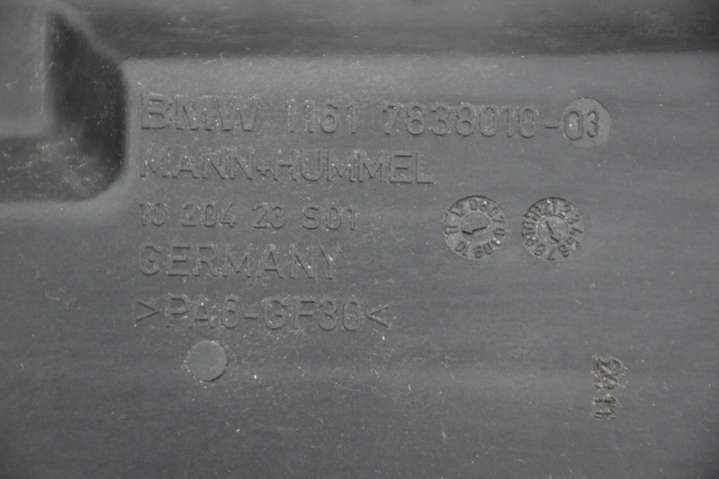 BMW 1161 7838010-03
MANN+HUMMEL
10 204 23 S01
GERMANY
>PA6-GF30<